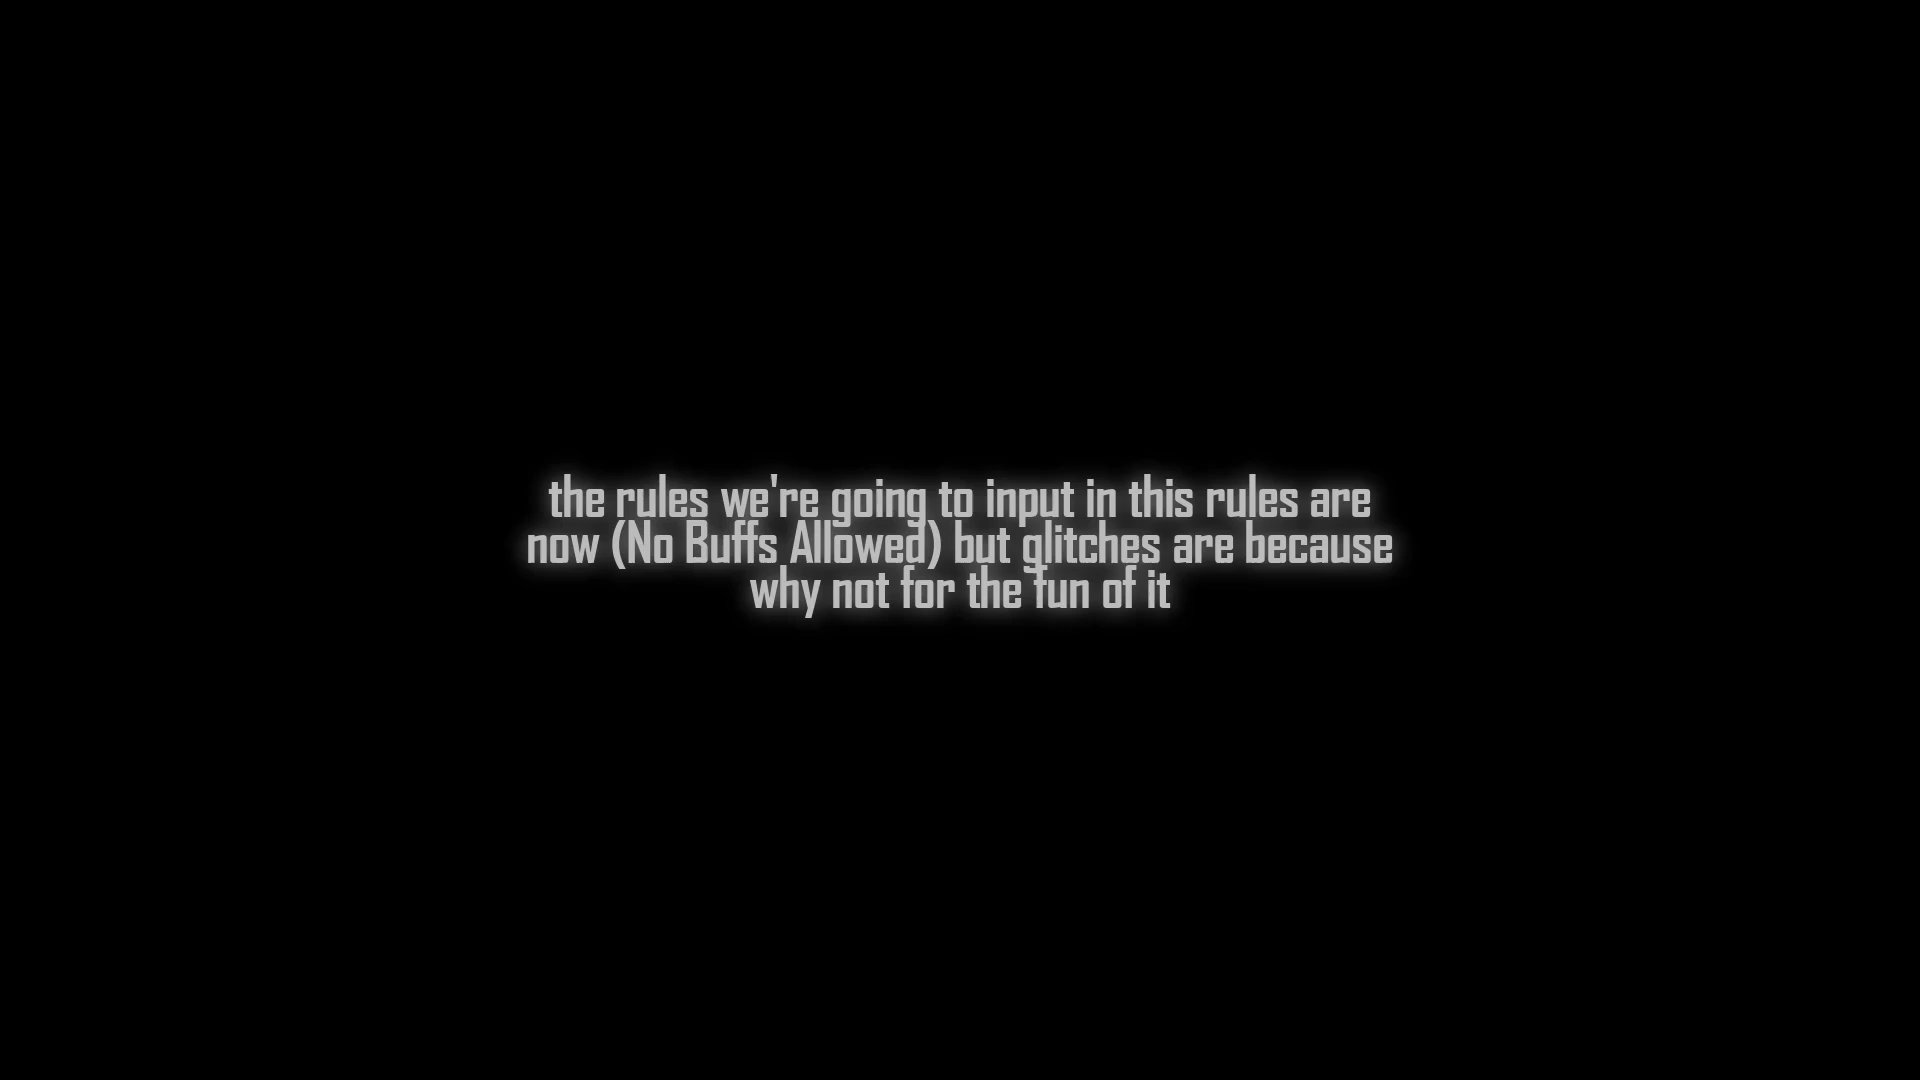 the rules we're going to input in this rules are
now (No Buffs Allowed) but glitches are because
why not for the fun of it